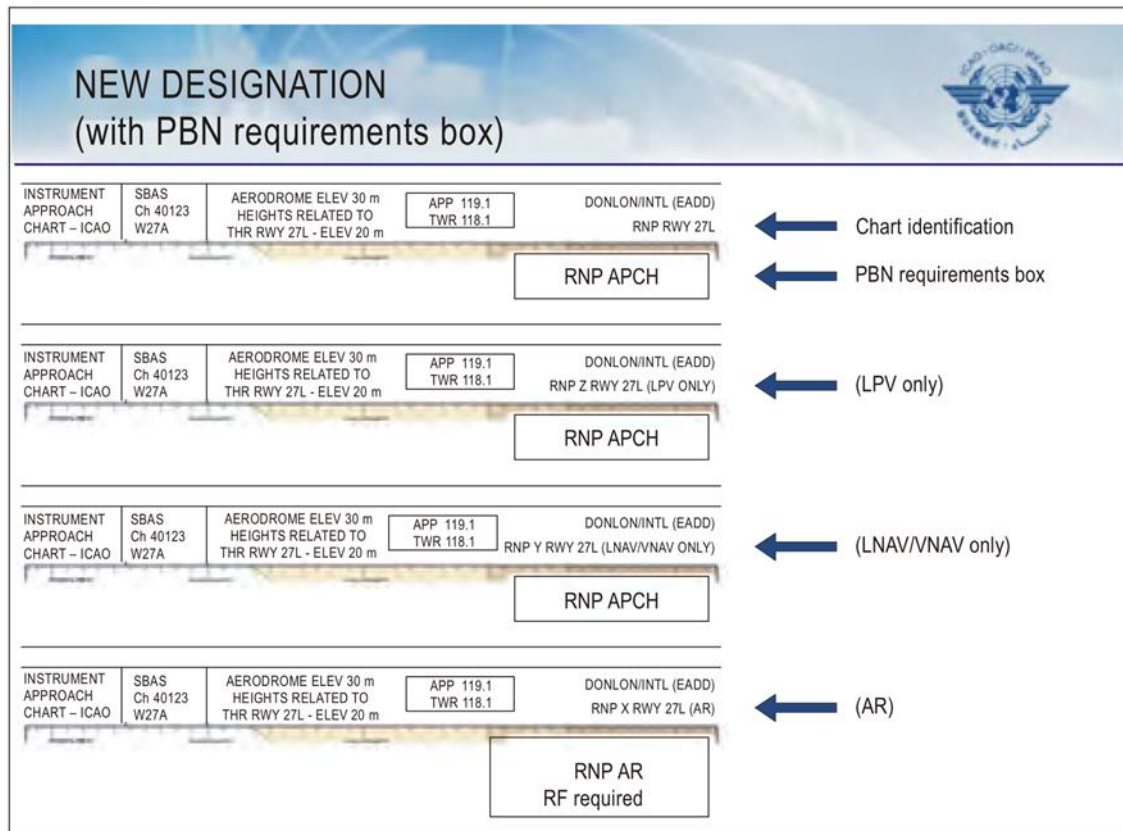 NEW DESIGNATION
(with PBN requirements box)
ICAO · OACI · ИКАО
INSTRUMENT
APPROACH
CHART – ICAO
SBAS
Ch 40123
W27A
AERODROME ELEV 30 m
HEIGHTS RELATED TO
THR RWY 27L - ELEV 20 m
APP 119.1
TWR 118.1
DONLON/INTL (EADD)
RNP RWY 27L
Chart identification
RNP APCH
PBN requirements box
INSTRUMENT
APPROACH
CHART – ICAO
SBAS
Ch 40123
W27A
AERODROME ELEV 30 m
HEIGHTS RELATED TO
THR RWY 27L - ELEV 20 m
APP 119.1
TWR 118.1
DONLON/INTL (EADD)
RNP Z RWY 27L (LPV ONLY)
(LPV only)
RNP APCH
INSTRUMENT
APPROACH
CHART – ICAO
SBAS
Ch 40123
W27A
AERODROME ELEV 30 m
HEIGHTS RELATED TO
THR RWY 27L - ELEV 20 m
APP 119.1
TWR 118.1
DONLON/INTL (EADD)
RNP Y RWY 27L (LNAV/VNAV ONLY)
(LNAV/VNAV only)
RNP APCH
INSTRUMENT
APPROACH
CHART – ICAO
SBAS
Ch 40123
W27A
AERODROME ELEV 30 m
HEIGHTS RELATED TO
THR RWY 27L - ELEV 20 m
APP 119.1
TWR 118.1
DONLON/INTL (EADD)
RNP X RWY 27L (AR)
(AR)
RNP AR
RF required